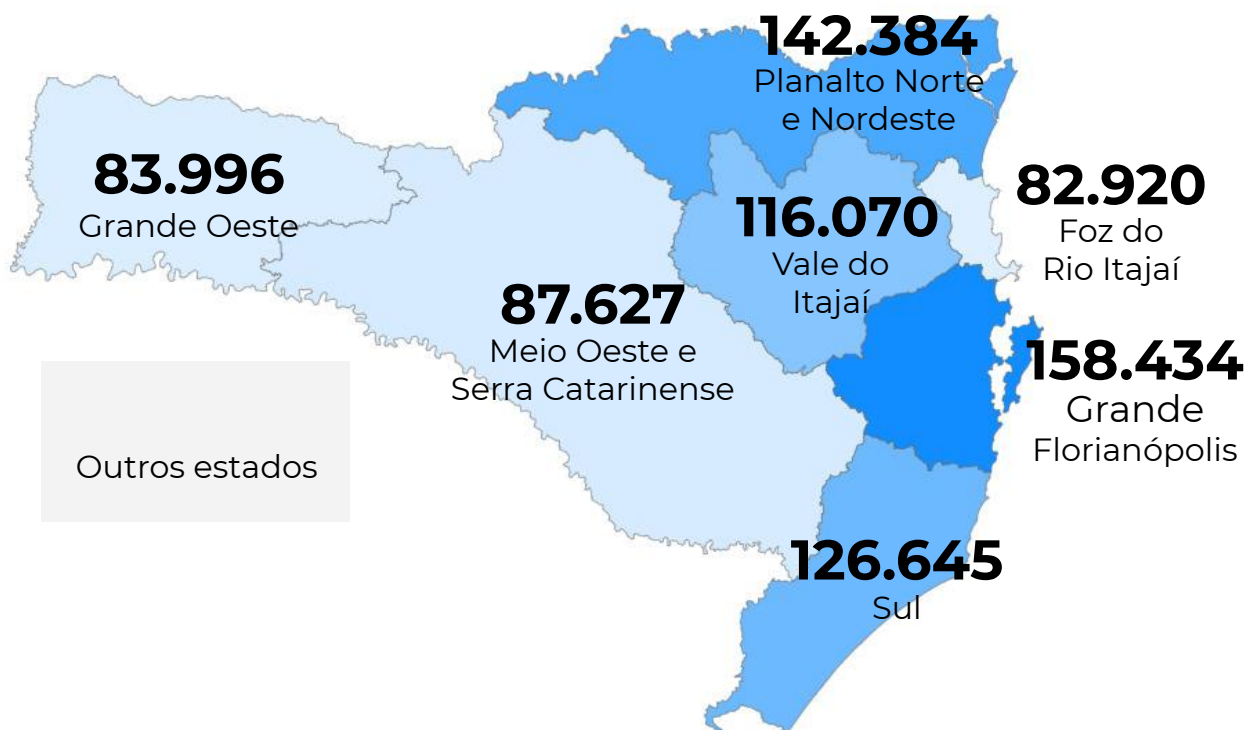 142.384
Planalto Norte
e Nordeste
83.996
Grande Oeste
116.070
Vale do
Itajaí
82.920
Foz do
Rio Itajaí
87.627
Meio Oeste e
Serra Catarinense
158.434
Grande
Florianópolis
Outros estados
126.645
Sul